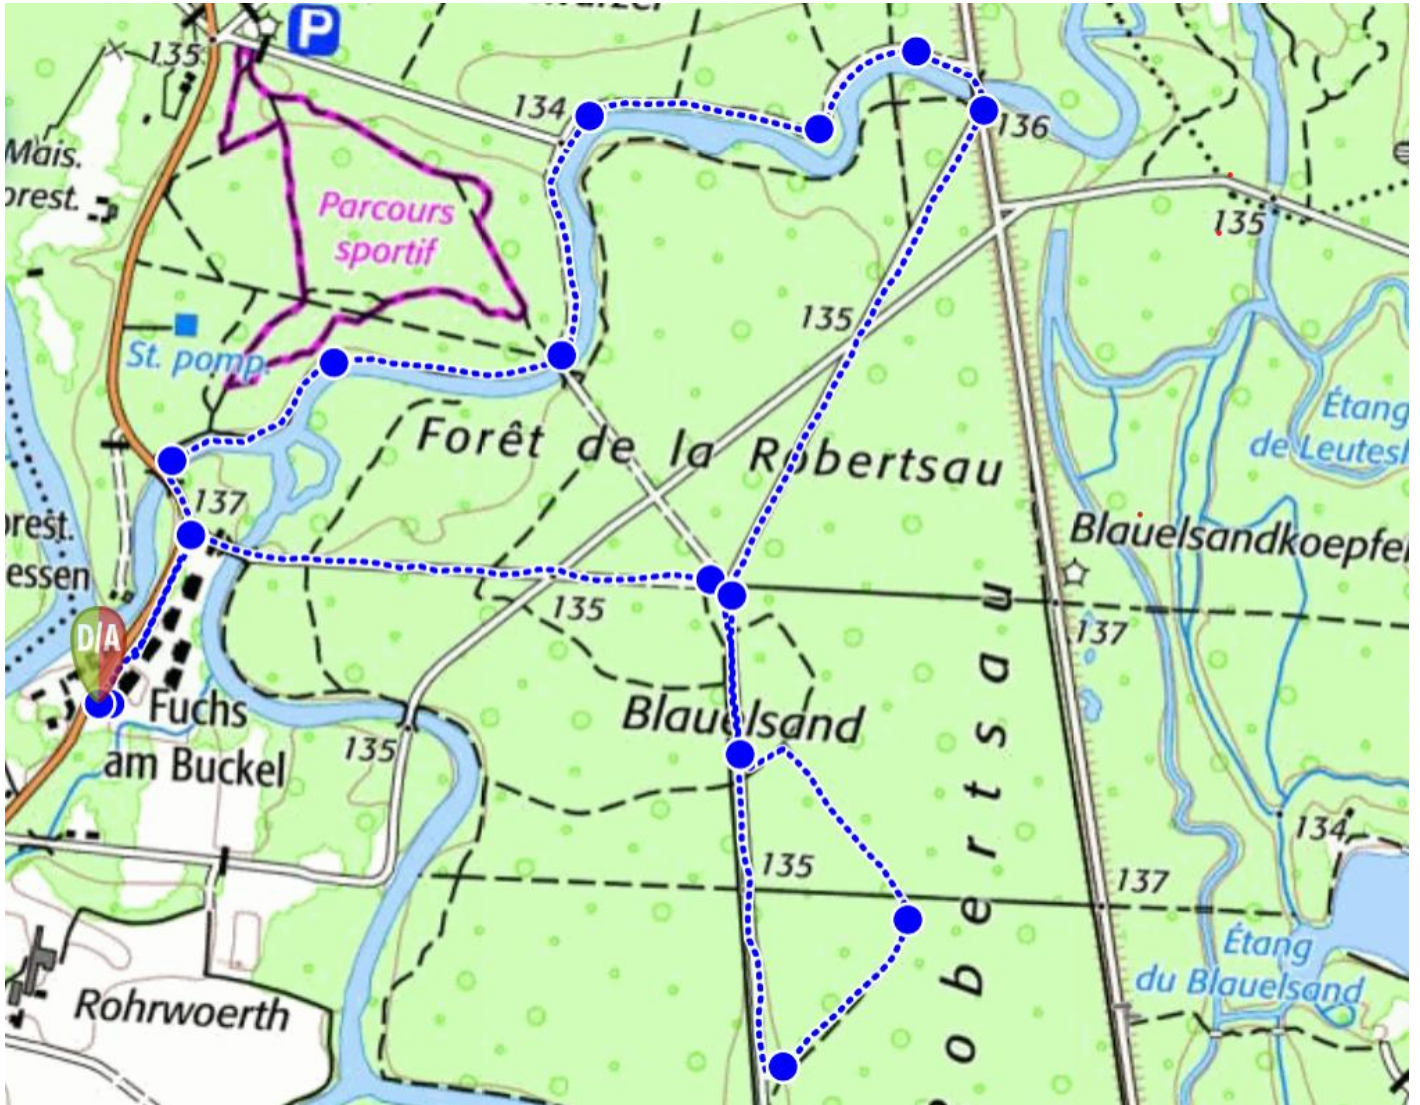 P
135
134
136
Mais.
orest.
Parcours
sportif
135
135
St. pomp.
Étang
de Leutesh
Forêt de la Robertsau
137
orest.
essen
Blauelsandkoepfel
135
137
D/A
Fuchs
am Buckel
Blauelsand
135
134
135
137
Étang
du Blauelsand
Rohrwoerth
obertsau